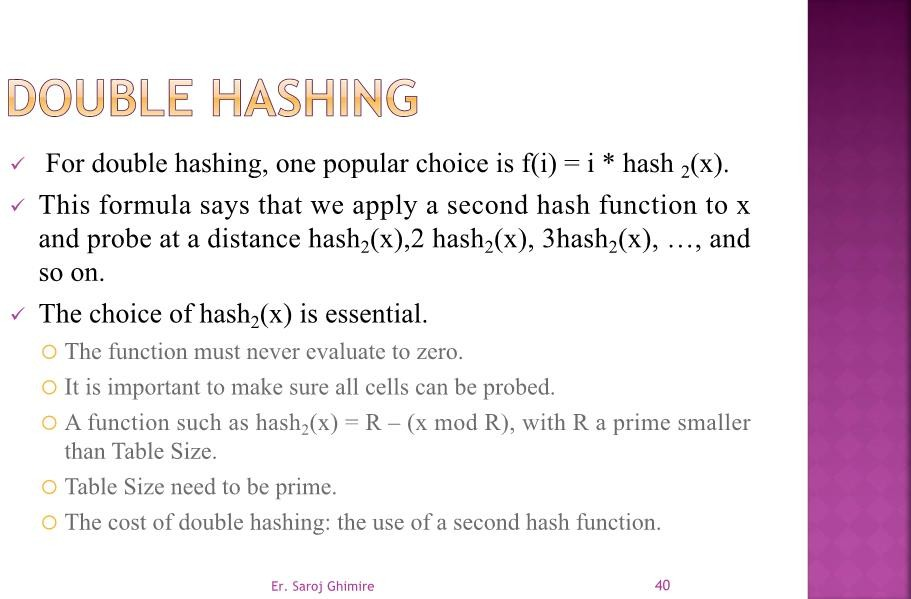 DOUBLE HASHING
✓ For double hashing, one popular choice is f(i) = i * hash ₂(x).
✓ This formula says that we apply a second hash function to x
and probe at a distance hash₂(x),2 hash₂(x), 3hash₂(x), …, and
so on.
✓ The choice of hash₂(x) is essential.
○ The function must never evaluate to zero.
○ It is important to make sure all cells can be probed.
○ A function such as hash₂(x) = R – (x mod R), with R a prime smaller
than Table Size.
○ Table Size need to be prime.
○ The cost of double hashing: the use of a second hash function.
Er. Saroj Ghimire
40